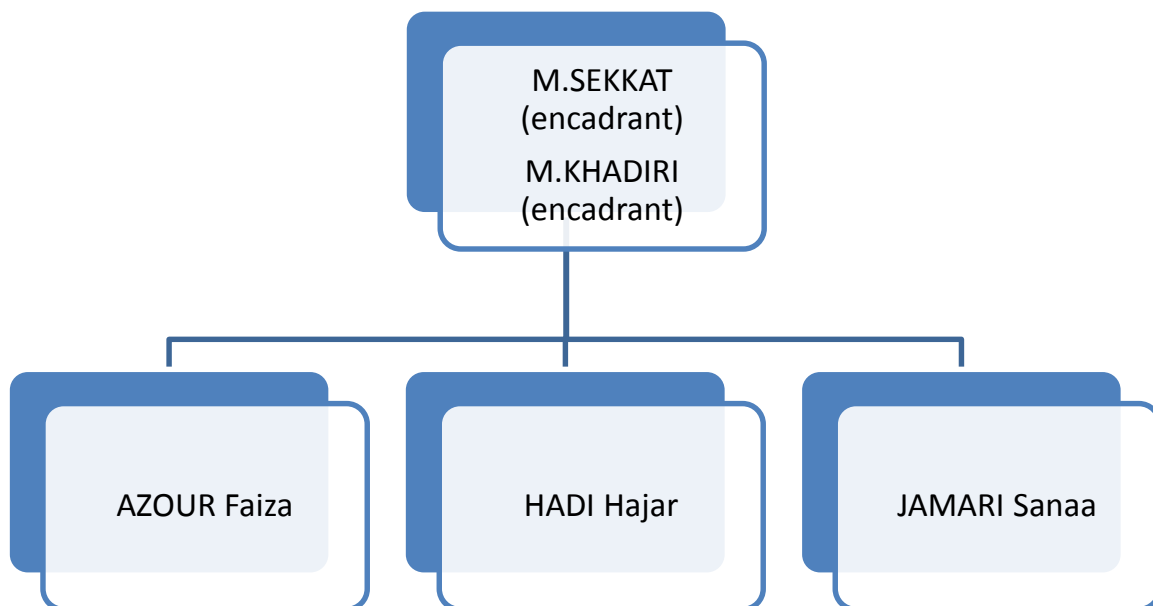 M.SEKKAT
(encadrant)
M.KHADIRI
(encadrant)
AZOUR Faiza
HADI Hajar
JAMARI Sanaa